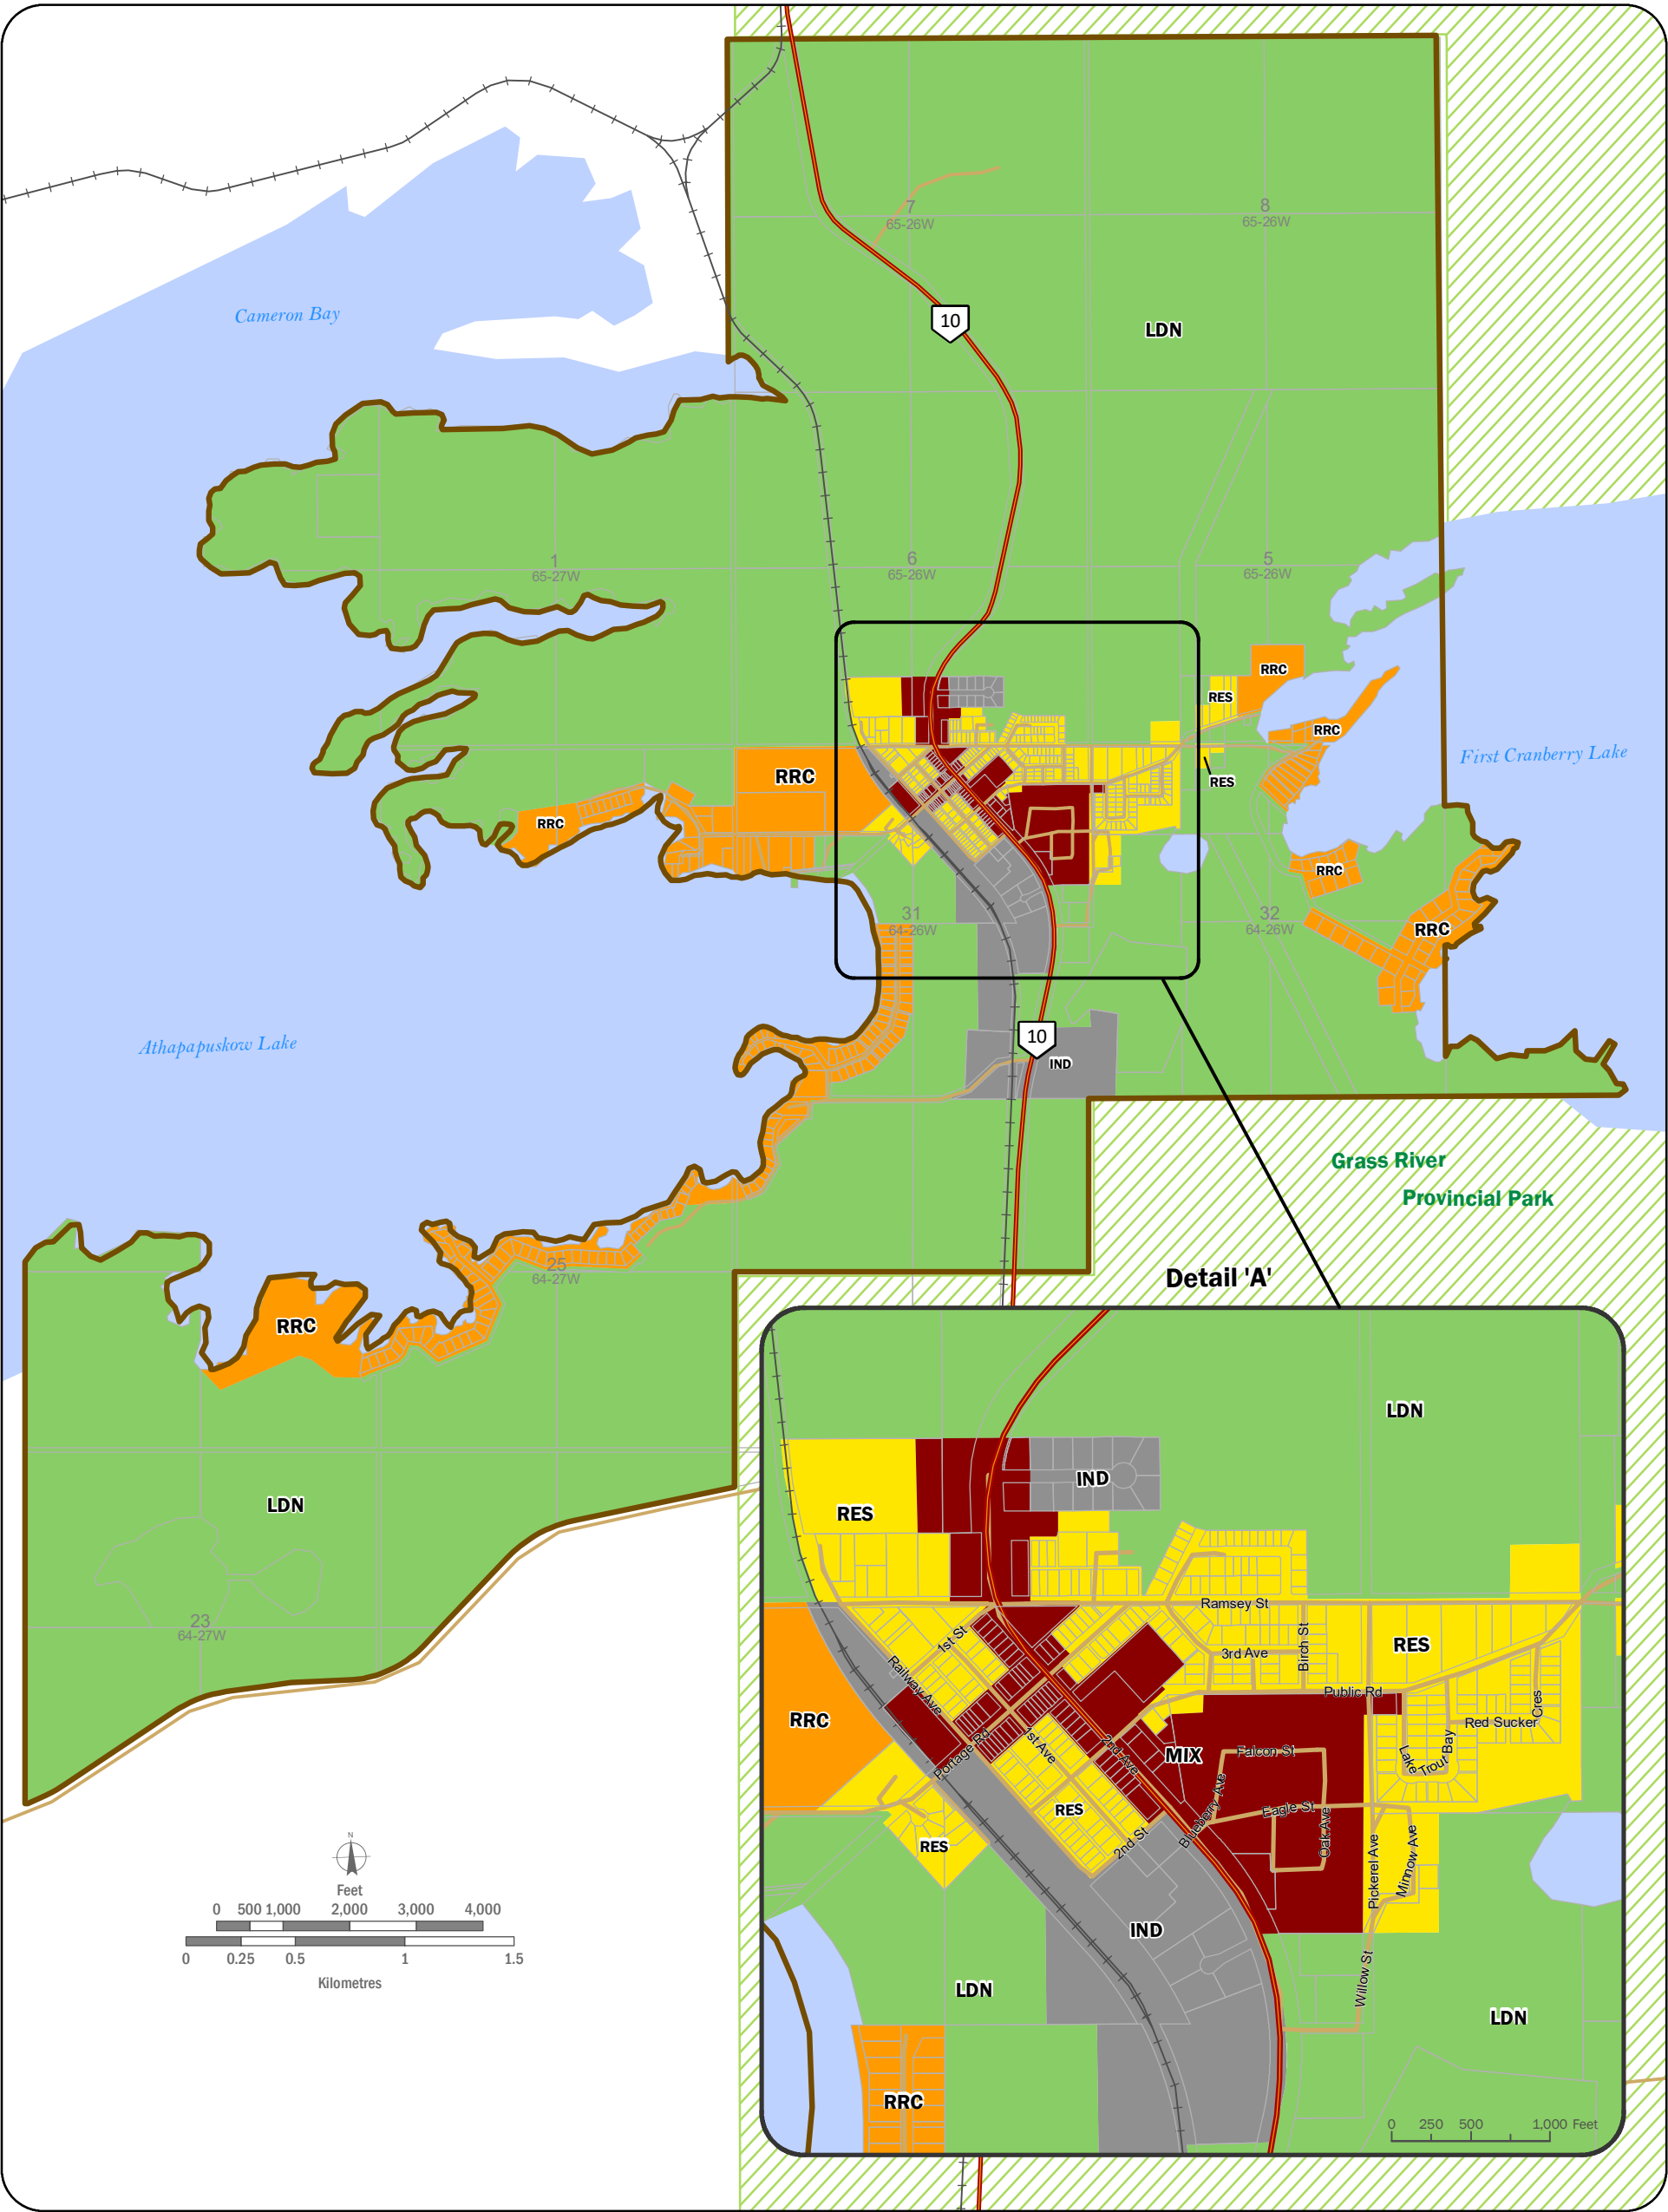 7
65-26W
8
65-26W
Cameron Bay
10
LDN
1
65-27W
6
65-26W
5
65-26W
RRC
RES
RRC
First Cranberry Lake
RRC
RES
RRC
RRC
31
64-26W
32
64-26W
RRC
Athapapuskow Lake
10
IND
Grass River
Provincial Park
25
64-27W
Detail 'A'
RRC
LDN
LDN
IND
RES
23
64-27W
Ramsey St
1st St
Birch St
RES
3rd Ave
Railway Ave
Public Rd
Cres
RRC
Red Sucker
Portage Rd
1st Ave
2nd Ave
MIX
Falcon St
Lake
Trout
Bay
RES
Blueberry Ave
Eagle St
Oak Ave
2nd St
RES
Pickerel Ave
Minnow Ave
N
Feet
0 500 1,000 2,000 3,000 4,000
0 0.25 0.5 1 1.5
Kilometres
IND
Willow St
LDN
LDN
RRC
0 250 500 1,000 Feet